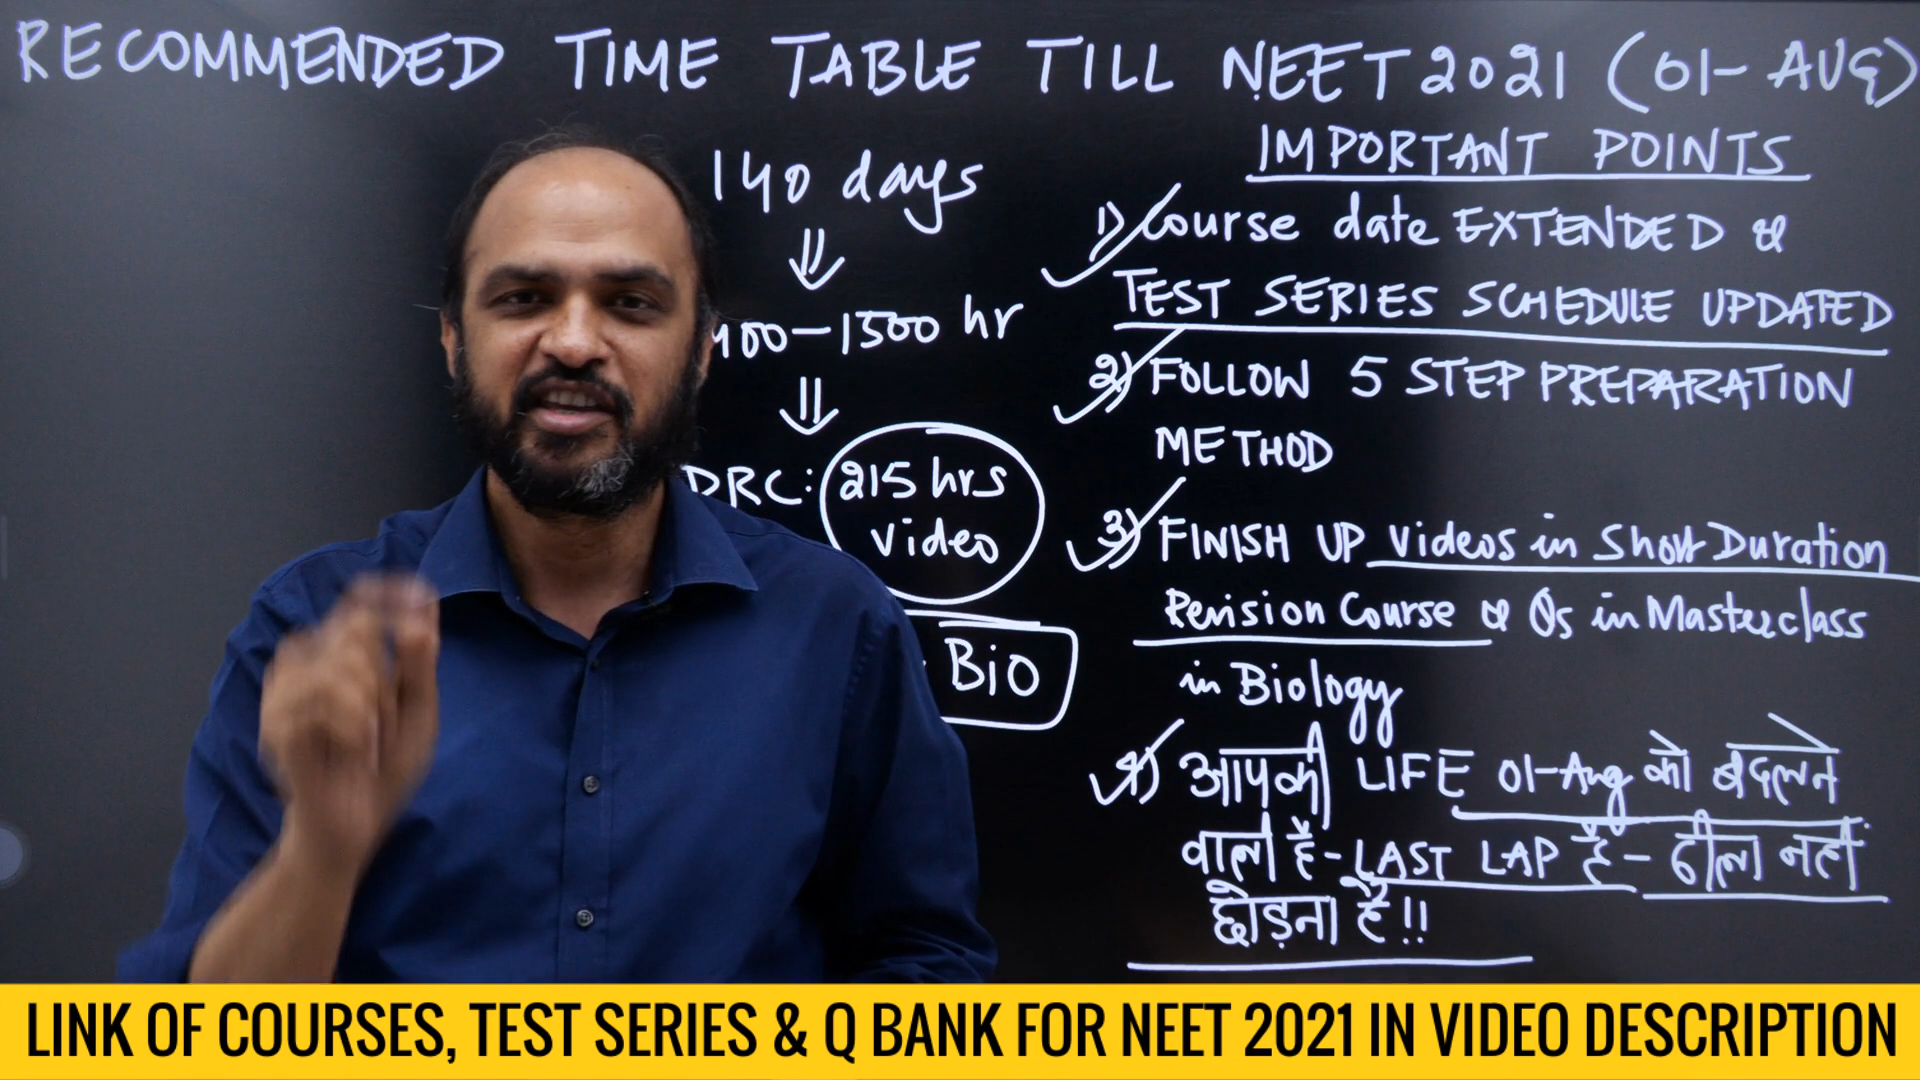 RECOMMENDED TIME TABLE TILL NEET 2021 (01-AUG)
140 days
⇓
400-1500 hr
⇓
DRC: 215 hrs
video
Bio
IMPORTANT POINTS
1) Course date EXTENDED &
TEST SERIES SCHEDULE UPDATED
2) FOLLOW 5 STEP PREPARATION
METHOD
3) FINISH UP videos in Short Duration
Revision Course & Qs in Masterclass
in Biology
4) आपकी LIFE 01-Aug को बदलने
वाली है - LAST LAP है - ढीला नहीं
छोड़ना है!!
LINK OF COURSES, TEST SERIES & Q BANK FOR NEET 2021 IN VIDEO DESCRIPTION